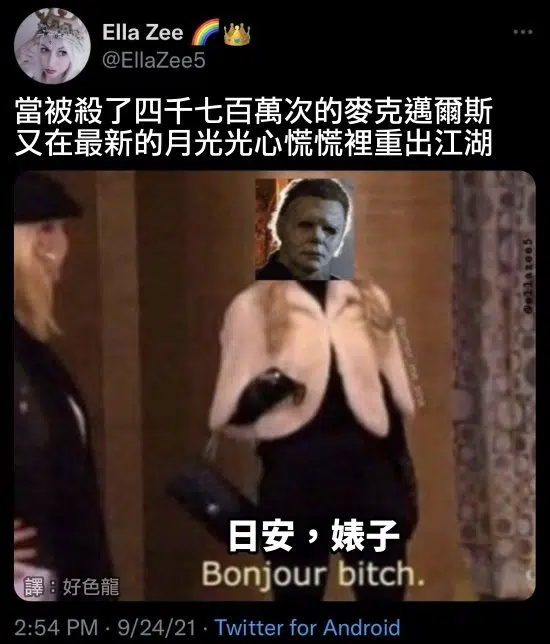 Ella Zee 🌈👑
@EllaZee5
當被殺了四千七百萬次的麥克邁爾斯
又在最新的月光光心慌慌裡重出江湖
@ellazee5
日安，婊子
Bonjour bitch.
譯：好色龍
2:54 PM · 9/24/21 · Twitter for Android